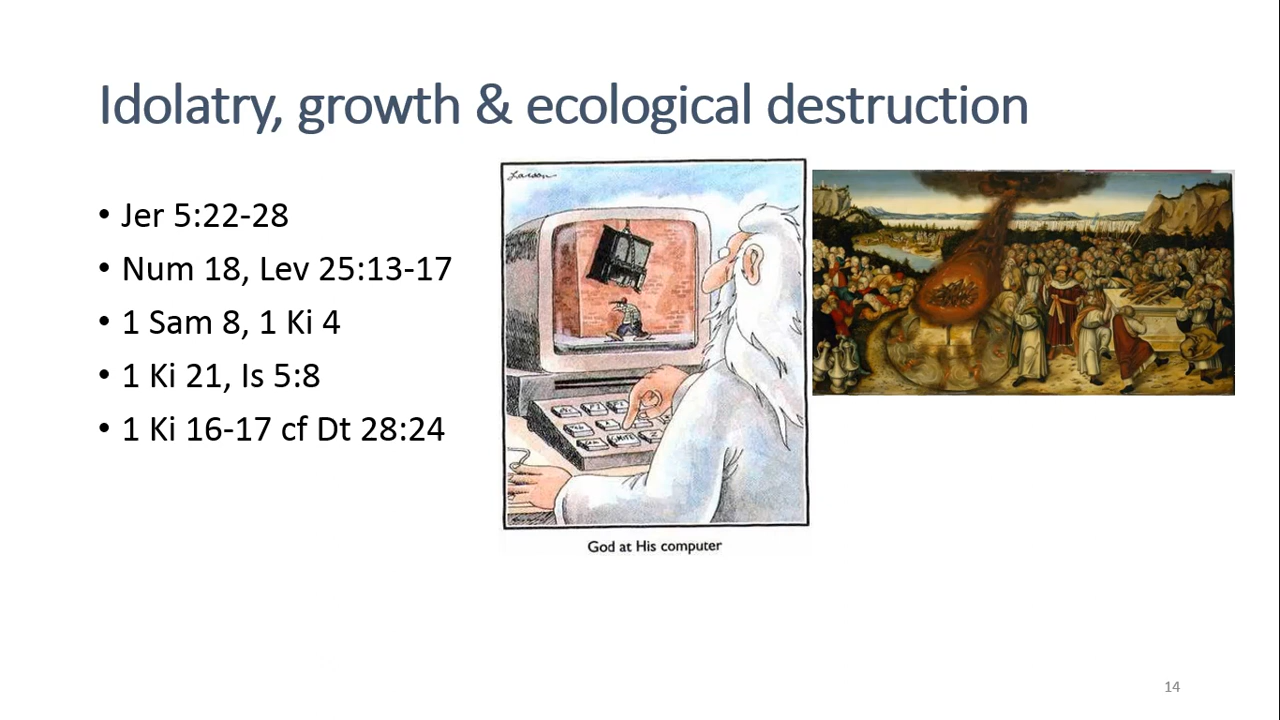 Idolatry, growth & ecological destruction
• Jer 5:22-28
• Num 18, Lev 25:13-17
• 1 Sam 8, 1 Ki 4
• 1 Ki 21, Is 5:8
• 1 Ki 16-17 cf Dt 28:24
Larson
SMITE
God at His computer
14